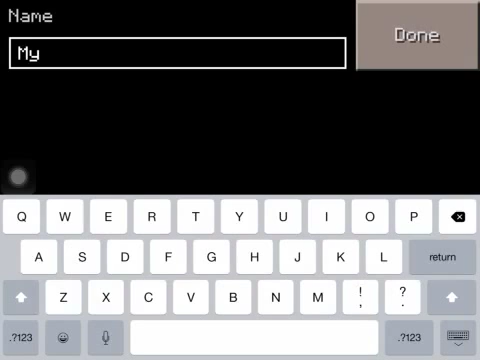 Name
Done
My
Q W E R T Y U I O P
A S D F G H J K L return
Z X C V B N M ! , ? .
.?123 .?123